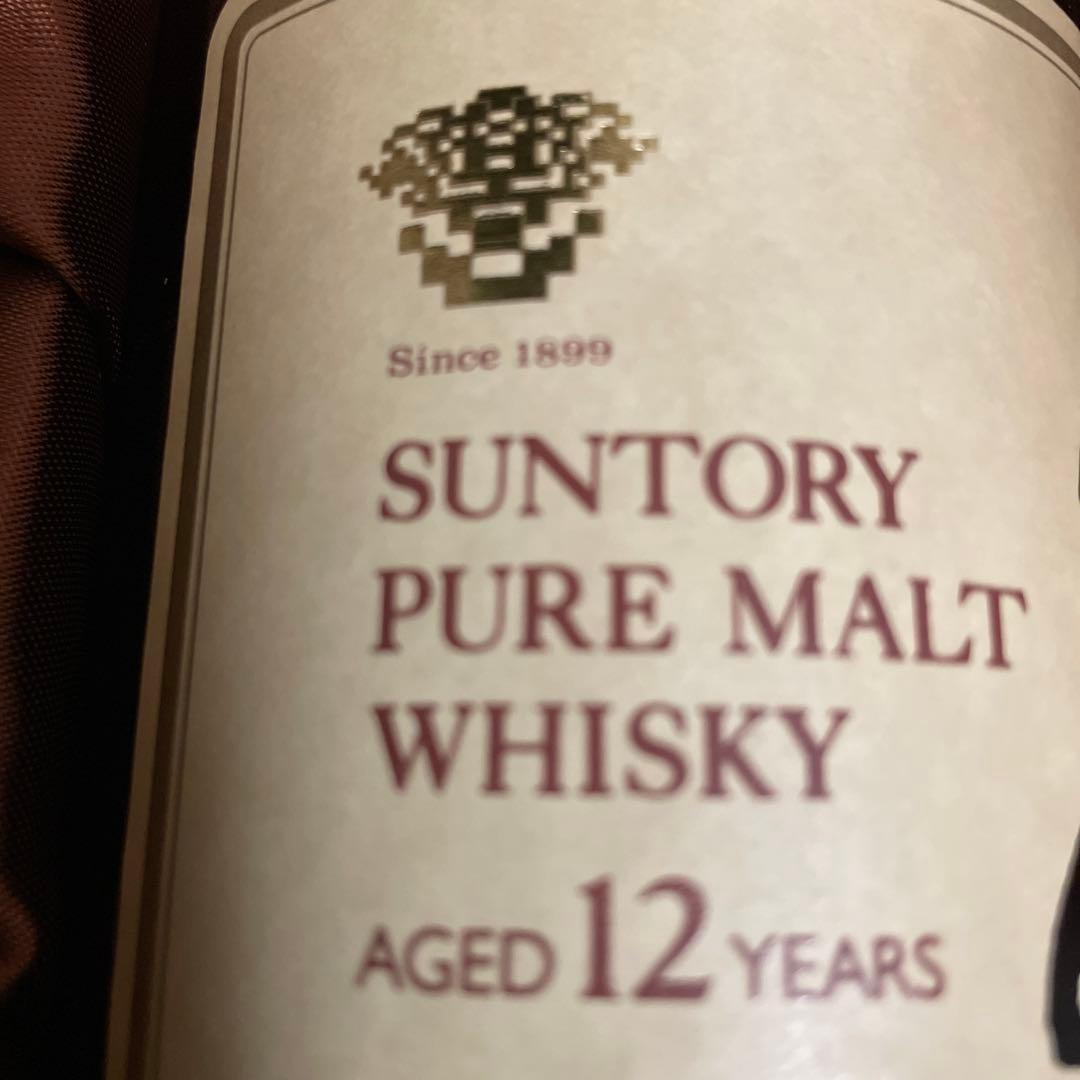 Since 1899
SUNTORY
PURE MALT
WHISKY
AGED 12 YEARS